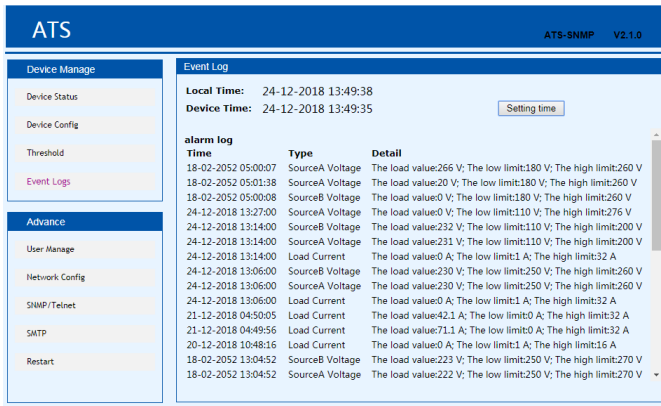 ATS
ATS-SNMP V2.1.0
Device Manage
Device Status
Device Config
Threshold
Event Logs
Advance
User Manage
Network Config
SNMP/Telnet
SMTP
Restart
Event Log
Local Time: 24-12-2018 13:49:38
Device Time: 24-12-2018 13:49:35
Setting time
alarm log
Time Type Detail
18-02-2052 05:00:07 SourceA Voltage The load value:266 V; The low limit:180 V; The high limit:260 V
18-02-2052 05:01:38 SourceA Voltage The load value:20 V; The low limit:180 V; The high limit:260 V
18-02-2052 05:00:08 SourceB Voltage The load value:0 V; The low limit:180 V; The high limit:260 V
24-12-2018 13:27:00 SourceA Voltage The load value:0 V; The low limit:110 V; The high limit:276 V
24-12-2018 13:14:00 SourceB Voltage The load value:232 V; The low limit:110 V; The high limit:200 V
24-12-2018 13:14:00 SourceA Voltage The load value:231 V; The low limit:110 V; The high limit:200 V
24-12-2018 13:14:00 Load Current The load value:0 A; The low limit:1 A; The high limit:32 A
24-12-2018 13:06:00 SourceB Voltage The load value:230 V; The low limit:250 V; The high limit:260 V
24-12-2018 13:06:00 SourceA Voltage The load value:230 V; The low limit:250 V; The high limit:260 V
24-12-2018 13:06:00 Load Current The load value:0 A; The low limit:1 A; The high limit:32 A
21-12-2018 04:50:05 Load Current The load value:42.1 A; The low limit:0 A; The high limit:32 A
21-12-2018 04:49:56 Load Current The load value:71.1 A; The low limit:0 A; The high limit:32 A
20-12-2018 10:48:16 Load Current The load value:0 A; The low limit:1 A; The high limit:16 A
18-02-2052 13:04:52 SourceB Voltage The load value:223 V; The low limit:250 V; The high limit:270 V
18-02-2052 13:04:52 SourceA Voltage The load value:222 V; The low limit:250 V; The high limit:270 V